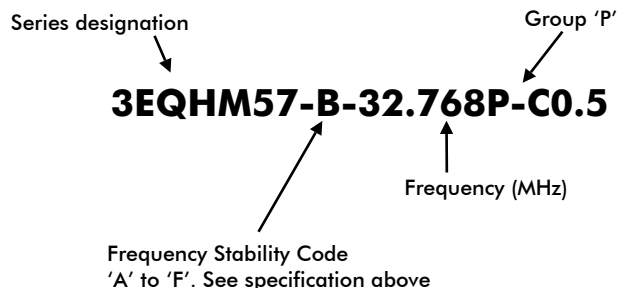 Series designation
Group ‘P’
3EQHM57-B-32.768P-C0.5
Frequency (MHz)
Frequency Stability Code
‘A’ to ‘F’. See specification above